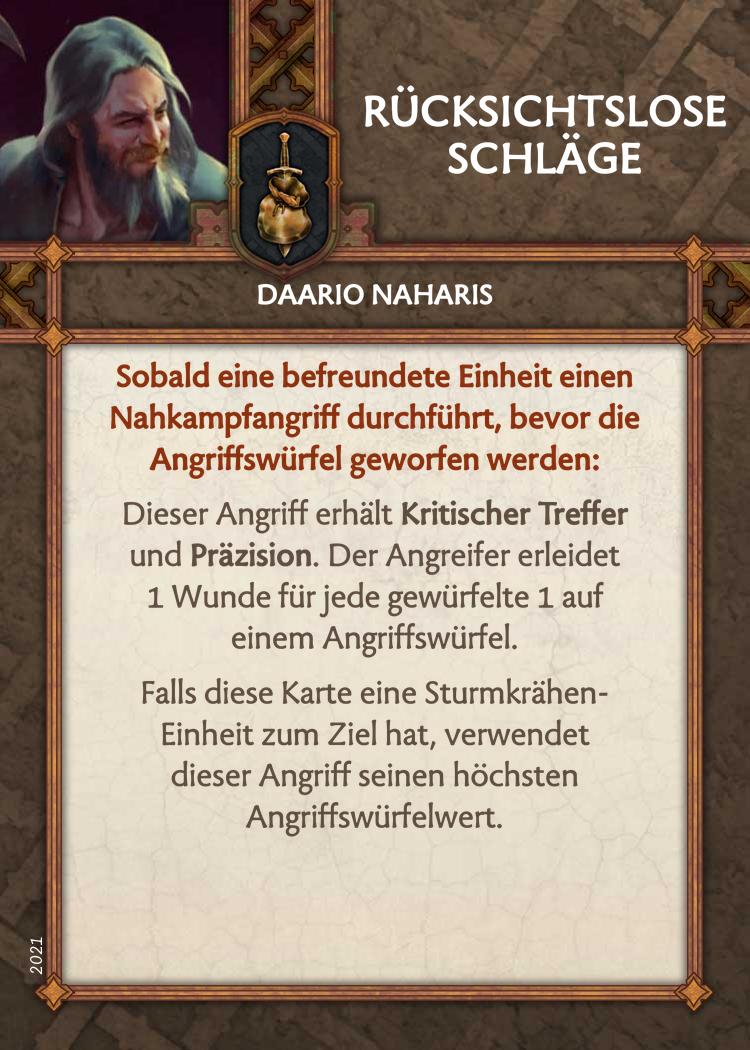 RÜCKSICHTSLOSE
SCHLÄGE
DAARIO NAHARIS
Sobald eine befreundete Einheit einen
Nahkampfangriff durchführt, bevor die
Angriffswürfel geworfen werden:
Dieser Angriff erhält Kritischer Treffer
und Präzision. Der Angreifer erleidet
1 Wunde für jede gewürfelte 1 auf
einem Angriffswürfel.
Falls diese Karte eine Sturmkrähen-
Einheit zum Ziel hat, verwendet
dieser Angriff seinen höchsten
Angriffswürfelwert.
2021